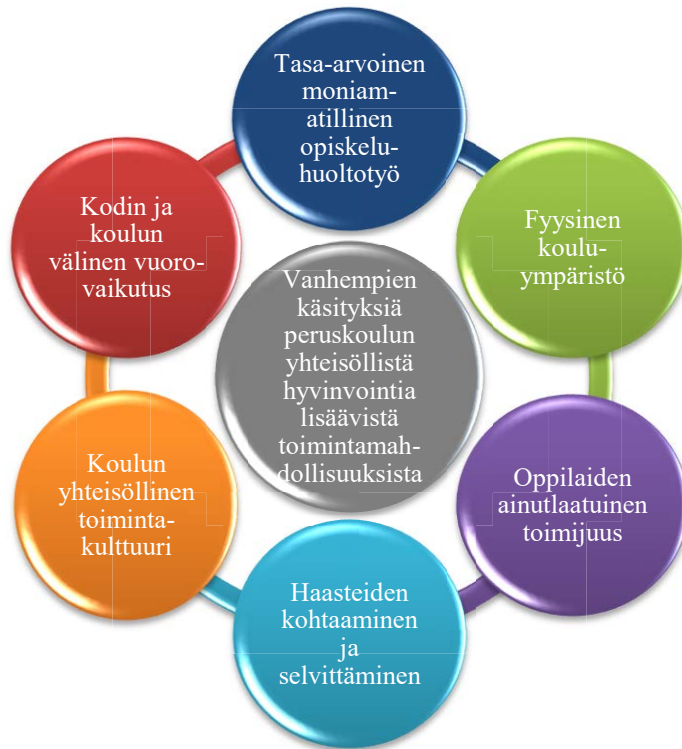 Tasa-arvoinen
moniam-
atillinen
opiskelu-
huoltotyö
Fyysinen
koulu-
ympäristö
Oppilaiden
ainutlaatuinen
toimijuus
Haasteiden
kohtaaminen
ja
selvittäminen
Koulun
yhteisöllinen
toiminta-
kulttuuri
Kodin ja
koulun
välinen vuoro-
vaikutus
Vanhempien
käsityksiä
peruskoulun
yhteisöllistä
hyvinvointia
lisäävistä
toimintamah-
dollisuuksista